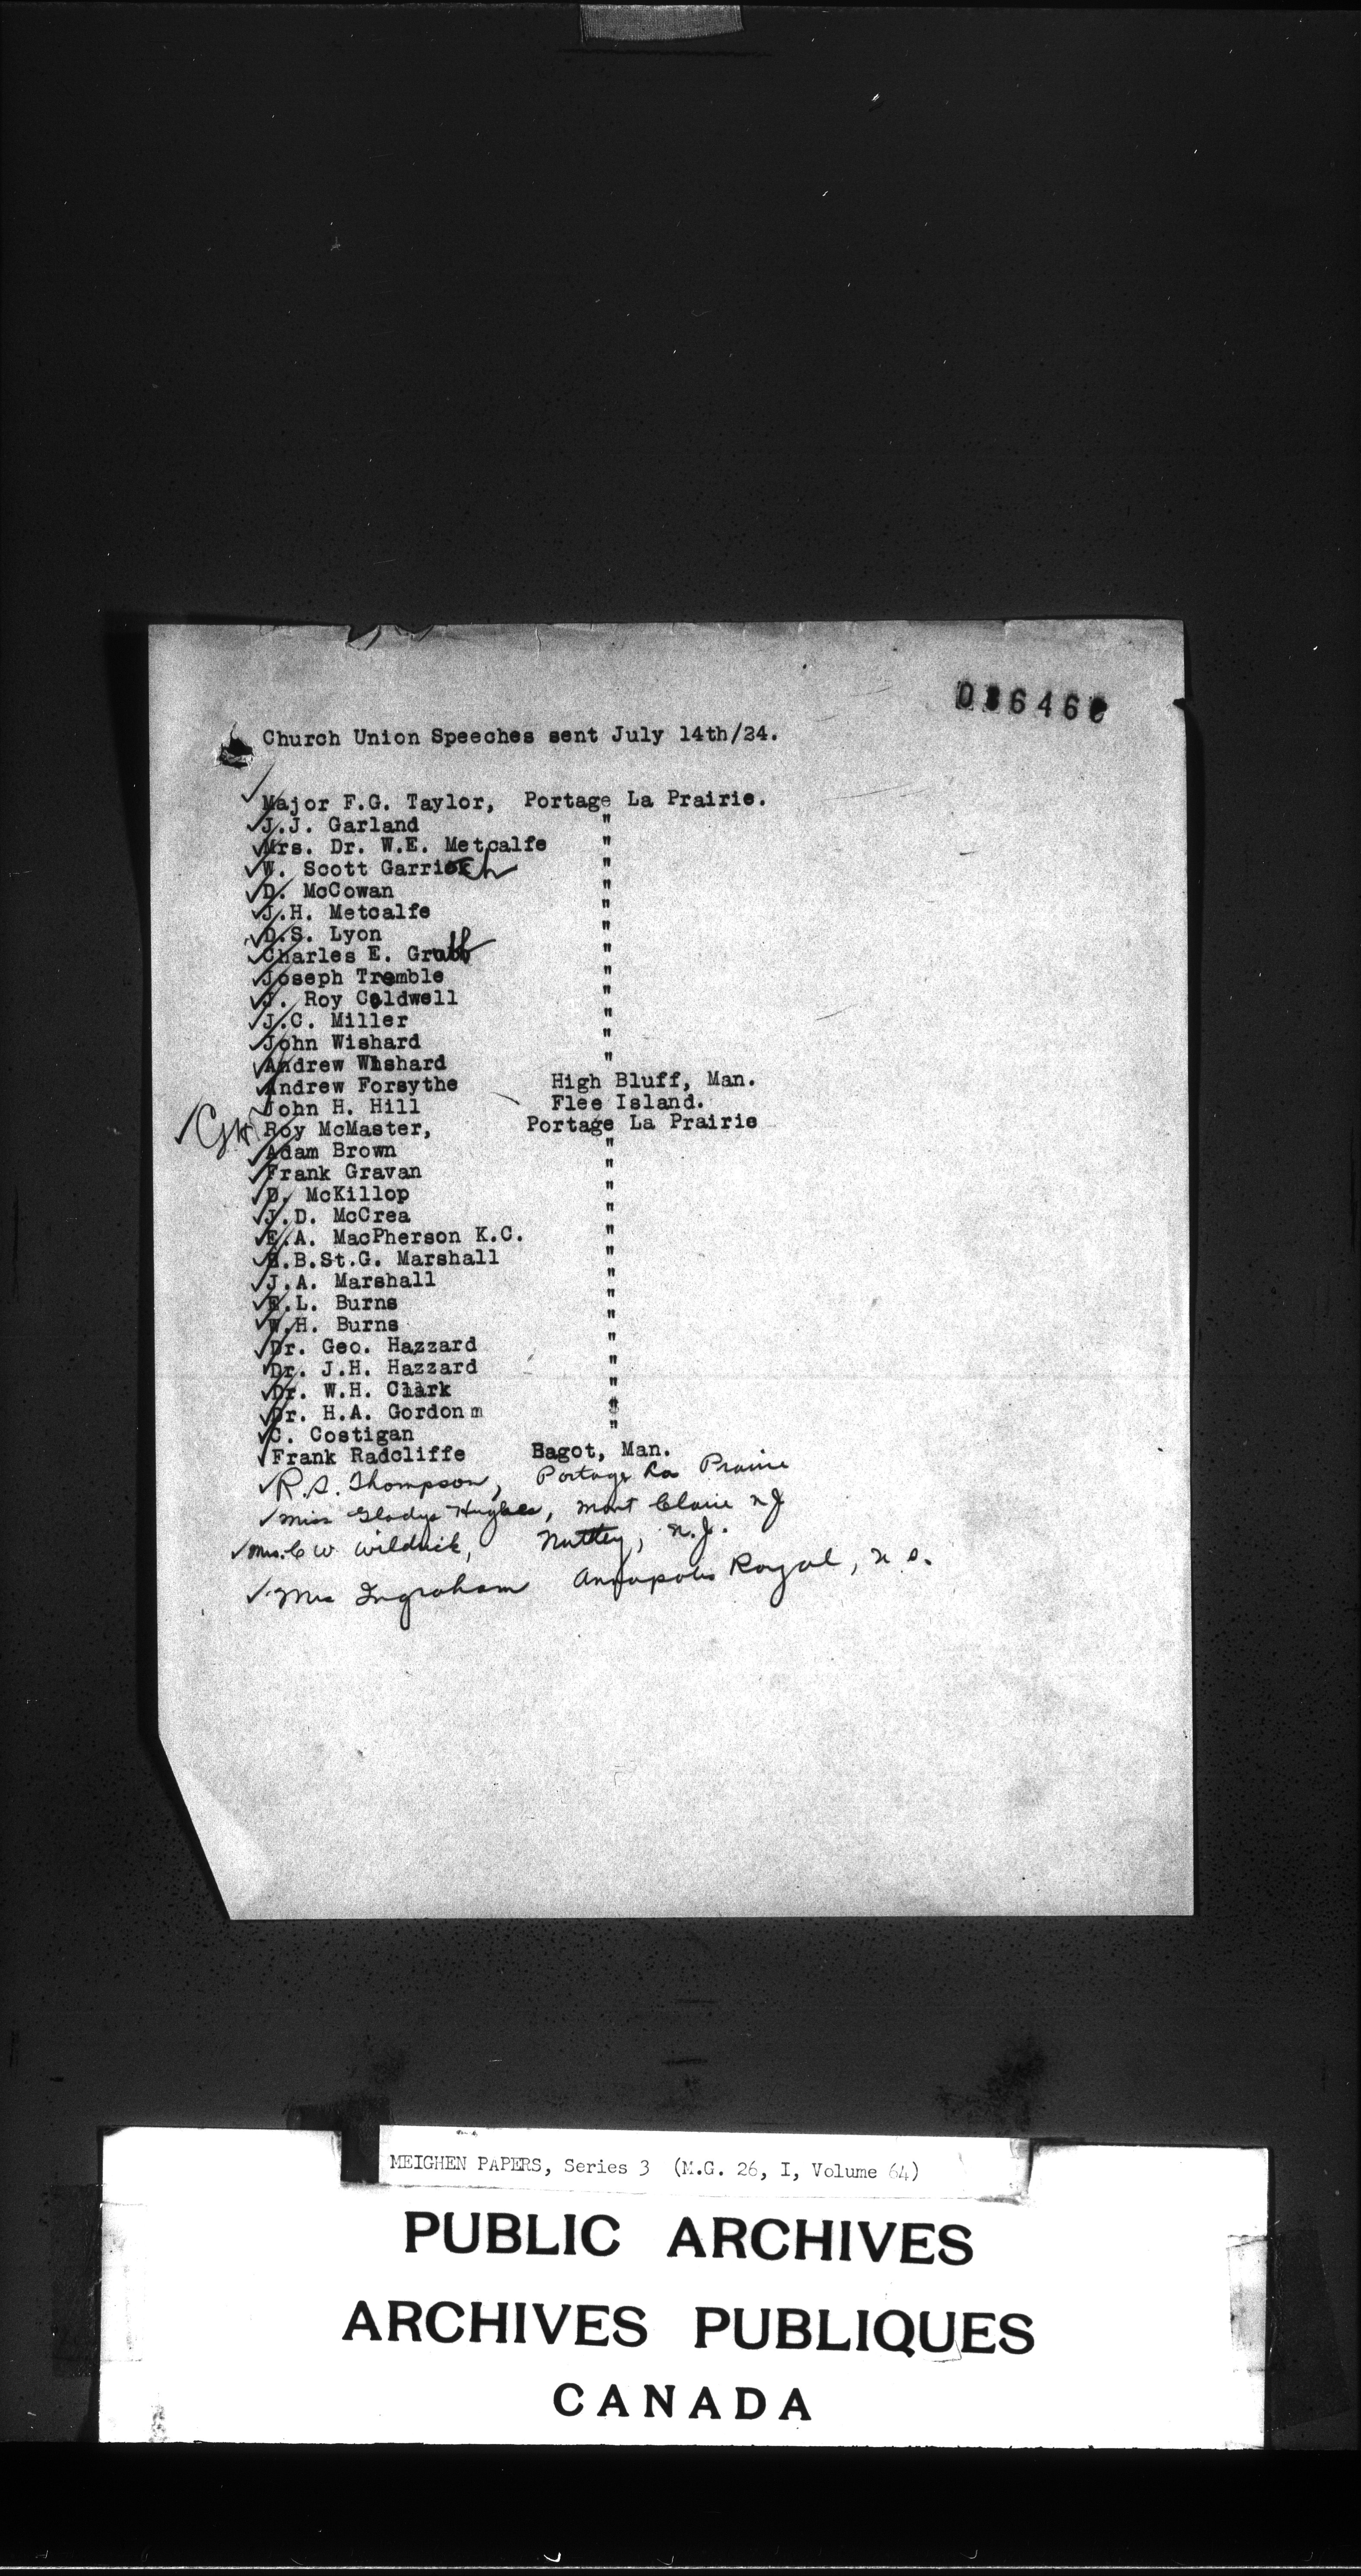 Church Union Speeches sent July 14th/24.
Major F.G. Taylor, Portage La Prairie.
J.J. Garland "
Mrs. Dr. W.E. Metcalfe "
W. Scott Garrioch "
D. McCowan "
J.H. Metcalfe "
D.S. Lyon "
Charles E. Grubb "
Joseph Tremble "
J. Roy Coldwell "
J.C. Miller "
John Wishard "
Andrew Wishard "
Andrew Forsythe High Bluff, Man.
John H. Hill Flee Island.
Roy McMaster, Portage La Prairie
Adam Brown "
Frank Gravan "
D. McKillop "
J.D. McCrea "
E.A. MacPherson K.C. "
H.B.St.G. Marshall "
J.A. Marshall "
E.L. Burns "
W.H. Burns "
Dr. Geo. Hazzard "
Dr. J.H. Hazzard "
Dr. W.H. Clark "
Dr. H.A. Gordon "
C. Costigan "
Frank Radcliffe Bagot, Man.
R.S. Thompson, Portage La Prairie
Miss Gladys Hughes, Mont Claire N J
Mrs. C W Wildrick, Nuttley, N.J.
Mrs Ingraham Annapolis Royal, N S.
MEIGHEN PAPERS, Series 3 (M.G. 26, I, Volume 64)
PUBLIC ARCHIVES
ARCHIVES PUBLIQUES
CANADA